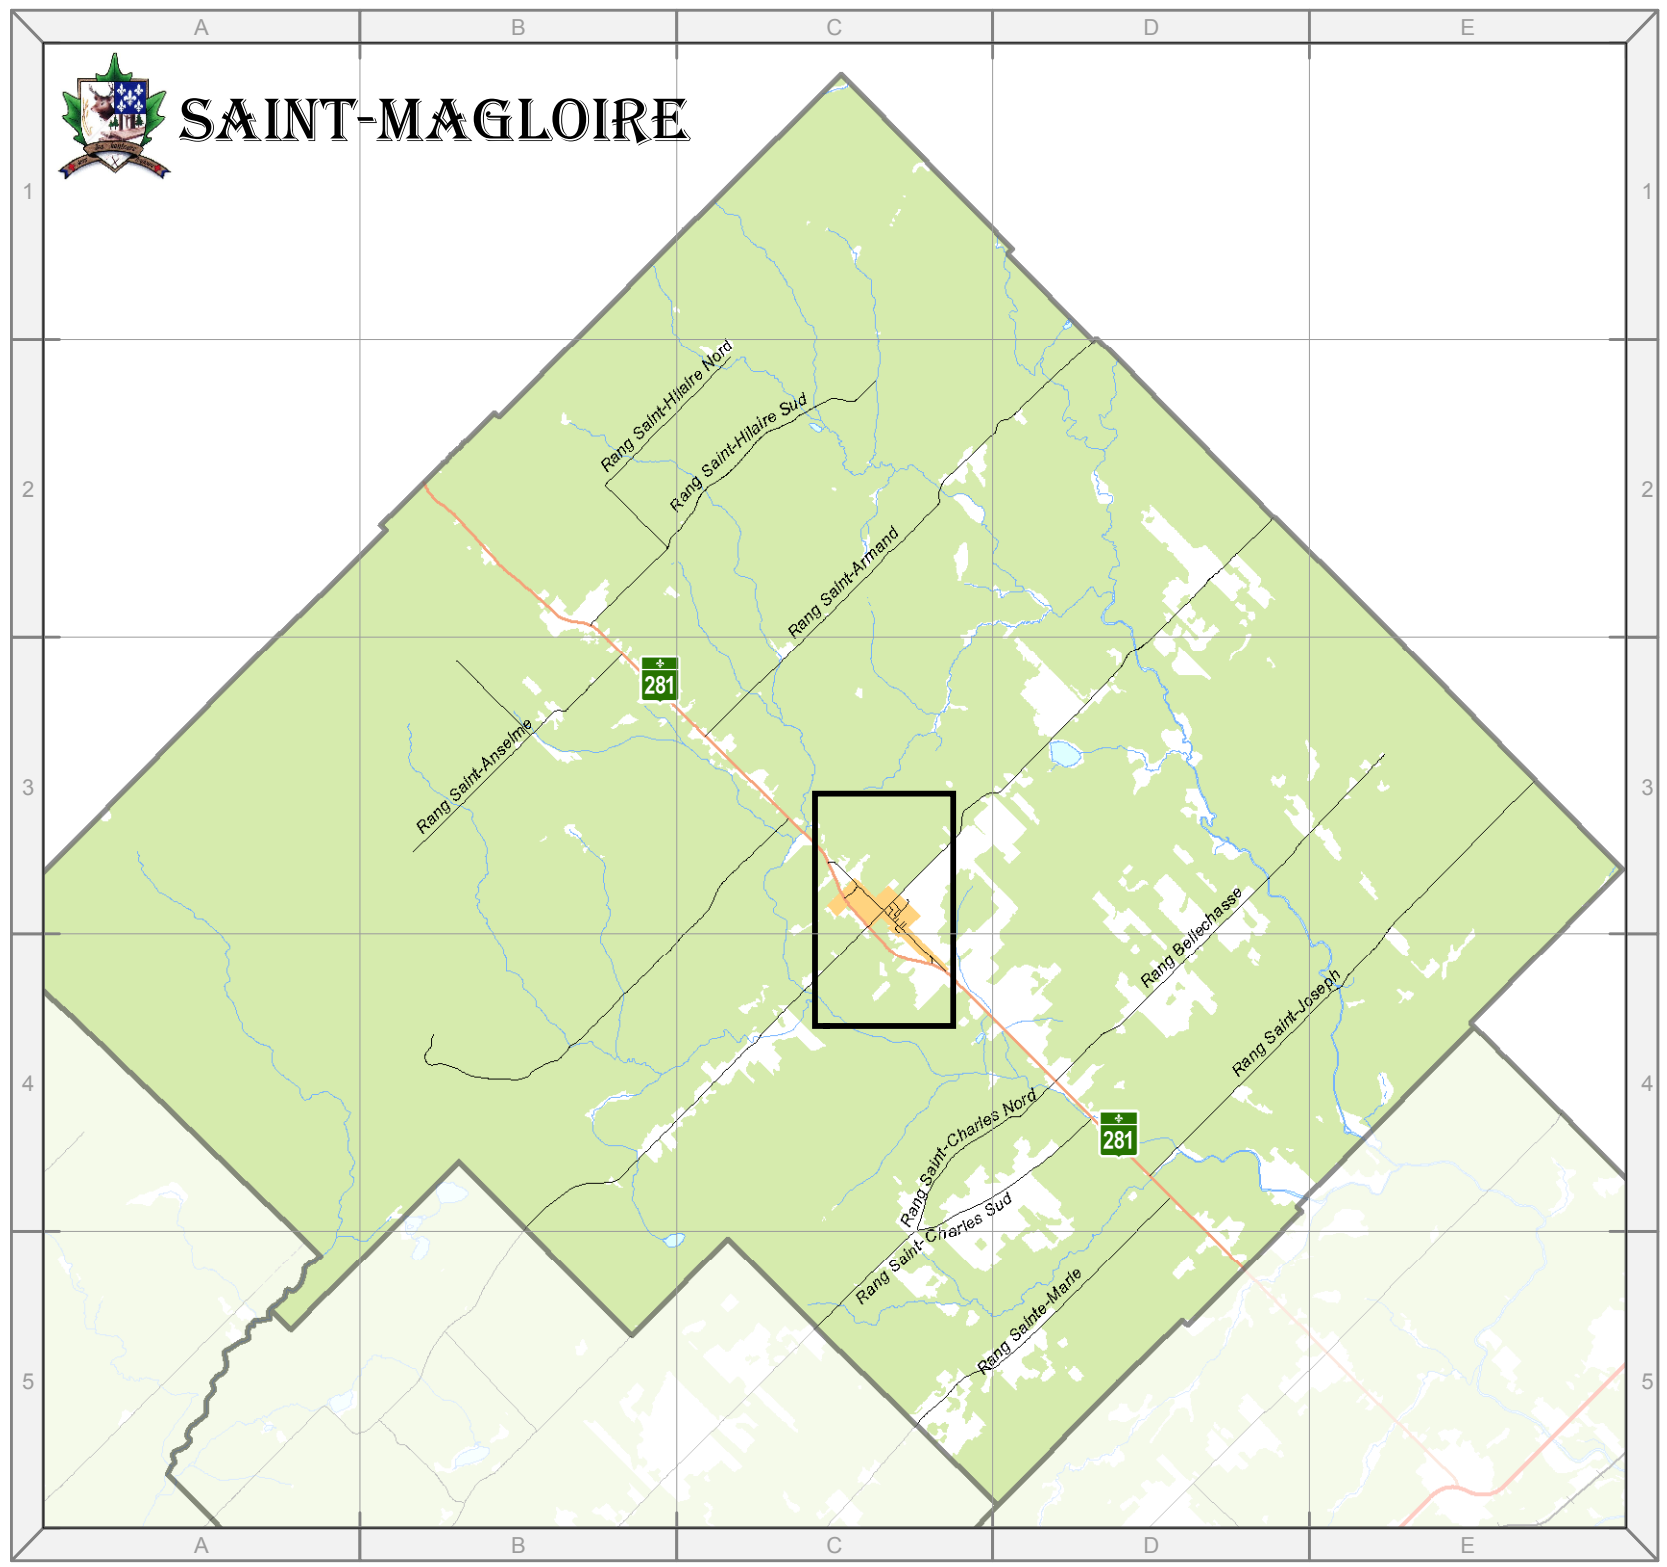 A B C D E
SAINT-MAGLOIRE
1 1
Rang Saint-Hilaire Nord
Rang Saint-Hilaire Sud
2 2
Rang Saint-Armand
281
Rang Saint-Anselme
3 3
Rang Bellechasse
Rang Saint-Joseph
4 4
Rang Saint-Charles Nord
281
Rang Saint-Charles Sud
Rang Sainte-Marie
5 5
A B C D E